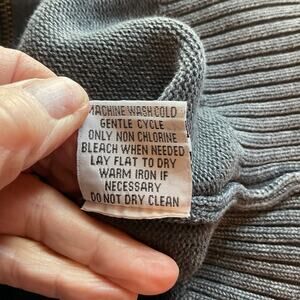 MACHINE WASH COLD
GENTLE CYCLE
ONLY NON CHLORINE
BLEACH WHEN NEEDED
LAY FLAT TO DRY
WARM IRON IF
NECESSARY
DO NOT DRY CLEAN